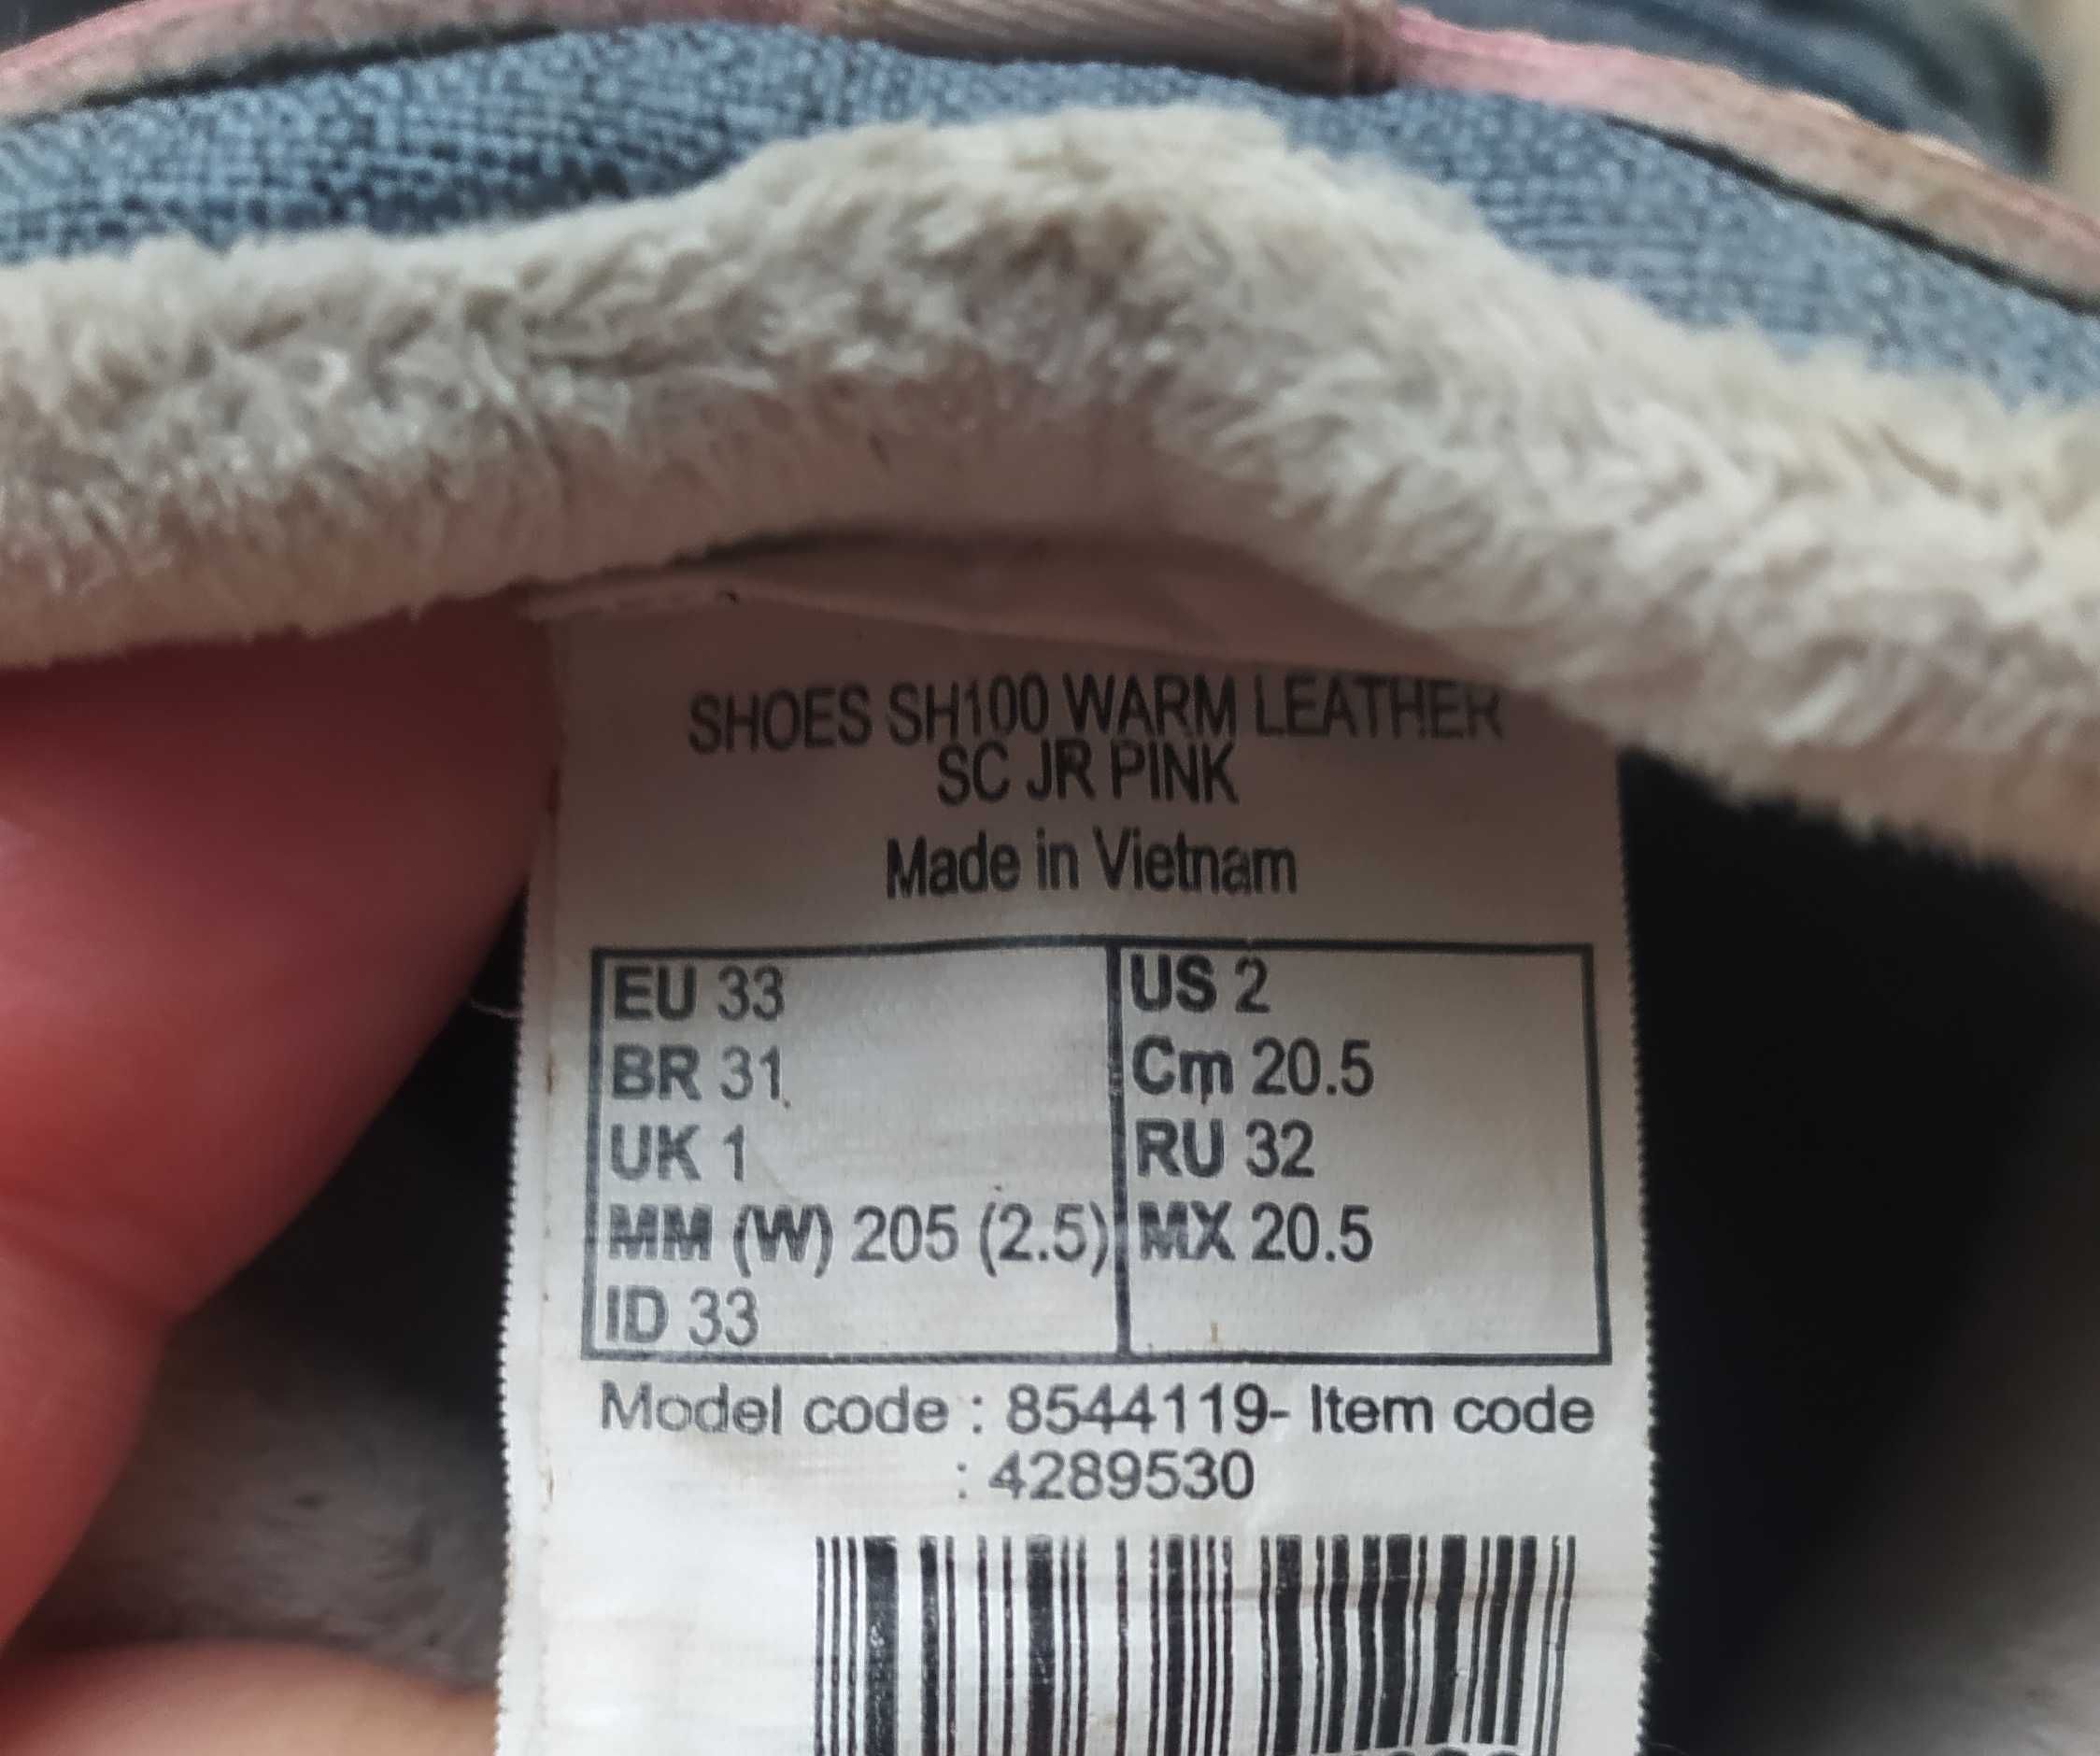 SHOES SH100 WARM LEATHER
SC JR PINK
Made in Vietnam
EU 33 US 2
BR 31 Cm 20.5
UK 1 RU 32
MM (W) 205 (2.5) MX 20.5
ID 33
Model code : 8544119- Item code
: 4289530